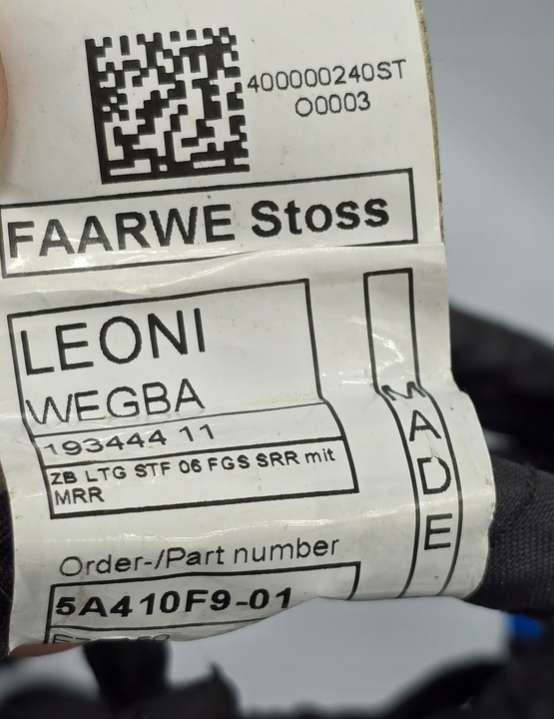 400000240ST
O0003
FAARWE Stoss
LEONI
WEGBA
193444 11
ZB LTG STF 06 FGS SRR mit
MRR
MADE
Order-/Part number
5A410F9-01